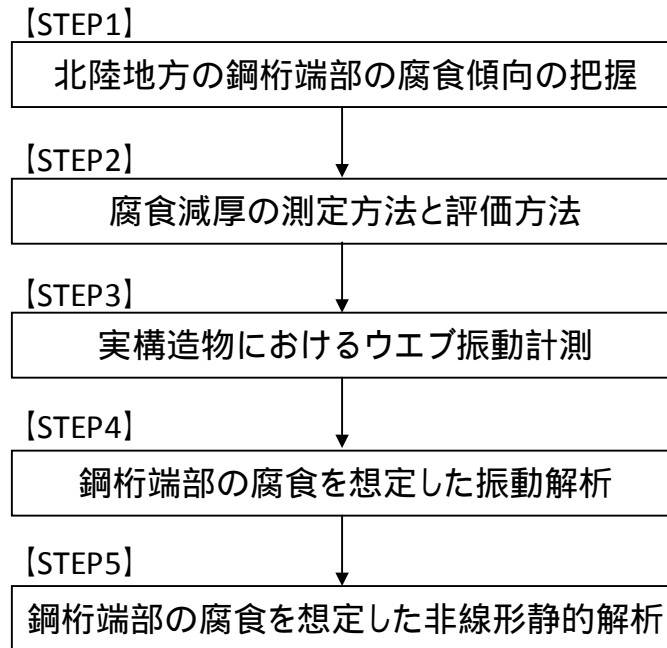 【STEP1】
北陸地方の鋼桁端部の腐食傾向の把握
【STEP2】
腐食減厚の測定方法と評価方法
【STEP3】
実構造物におけるウエブ振動計測
【STEP4】
鋼桁端部の腐食を想定した振動解析
【STEP5】
鋼桁端部の腐食を想定した非線形静的解析